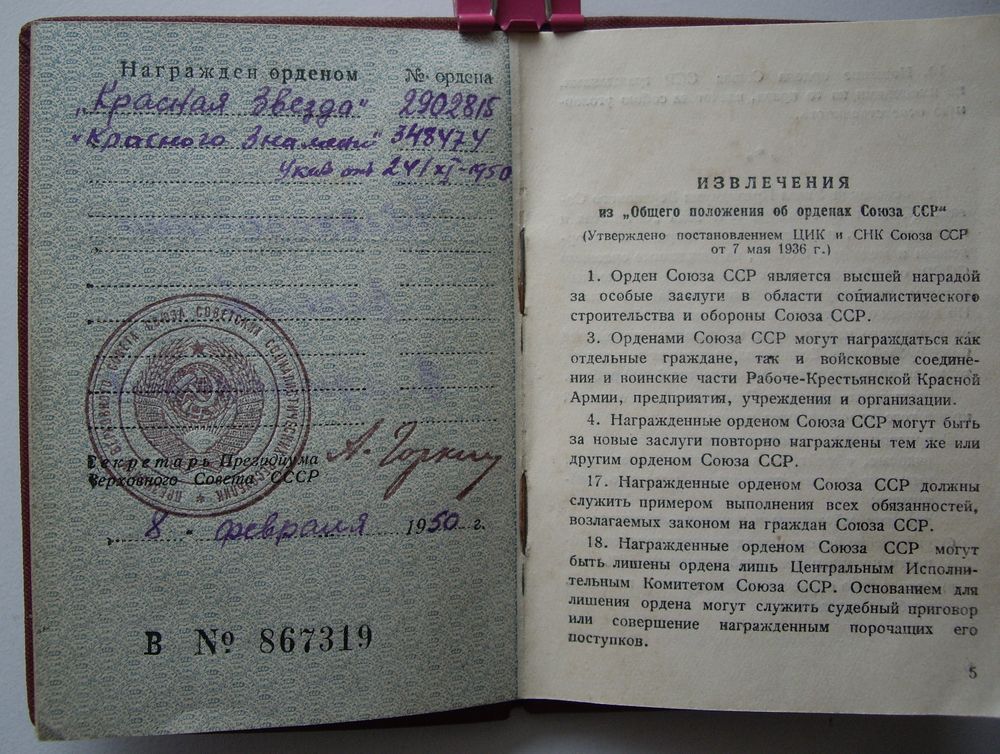 Награжден орденом № ордена
„Красная Звезда" 2902815
"Красного Знамени" 348474
Указ от 24/XI-1950
Секретарь Президиума
Верховного Совета СССР
А. Горкин
8 - февраля 1950 г.
В № 867319
ИЗВЛЕЧЕНИЯ
из „Общего положения об орденах Союза ССР"
(Утверждено постановлением ЦИК и СНК Союза ССР
от 7 мая 1936 г.)
1. Орден Союза ССР является высшей наградой
за особые заслуги в области социалистического
строительства и обороны Союза ССР.
3. Орденами Союза ССР могут награждаться как
отдельные граждане, так и войсковые соедине-
ния и воинские части Рабоче-Крестьянской Красной
Армии, предприятия, учреждения и организации.
4. Награжденные орденом Союза ССР могут быть
за новые заслуги повторно награждены тем же или
другим орденом Союза ССР.
17. Награжденные орденом Союза ССР должны
служить примером выполнения всех обязанностей,
возлагаемых законом на граждан Союза ССР.
18. Награжденные орденом Союза ССР могут
быть лишены ордена лишь Центральным Исполни-
тельным Комитетом Союза ССР. Основанием для
лишения ордена могут служить судебный приговор
или совершение награжденным порочащих его
поступков.
5